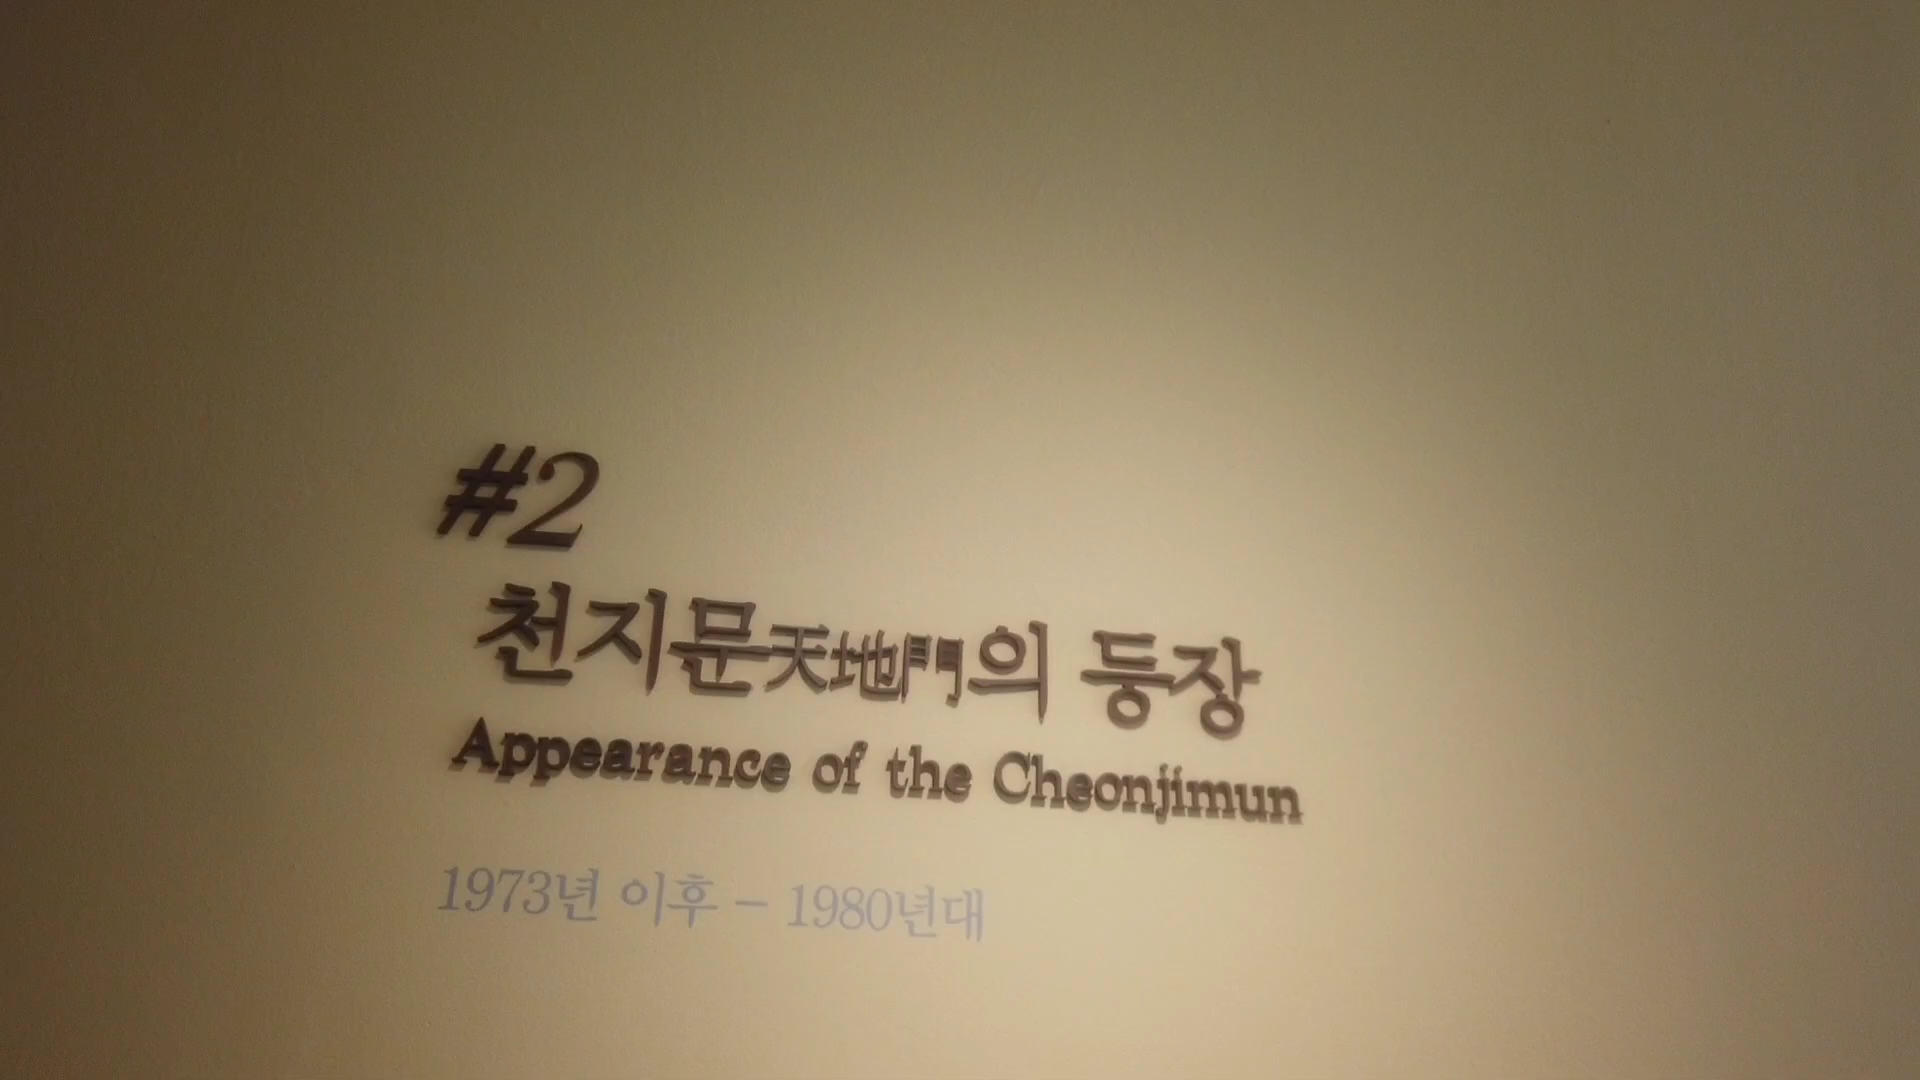 #2
천지문天地門의 등장
Appearance of the Cheonjimun
1973년 이후 – 1980년대